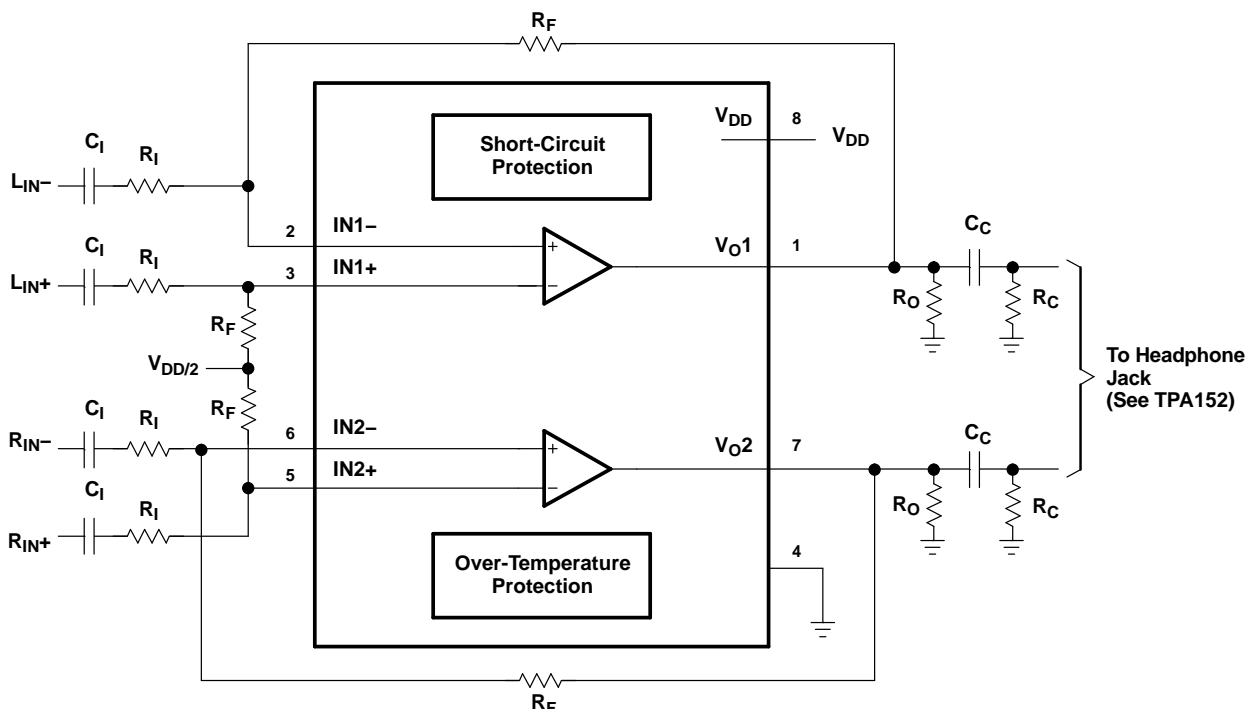 RF
VDD 8 VDD
Short-Circuit
Protection
CI
RI
LIN−
2 IN1− +
VO1 1
CC
CI
RI
LIN+
3 IN1+ −
RO
RC
RF
VDD/2
To Headphone
Jack
(See TPA152)
RF
CI
RI
RIN−
6 IN2− +
VO2 7
CC
5 IN2+ −
CI
RI
RIN+
RO
RC
4
Over-Temperature
Protection
RF